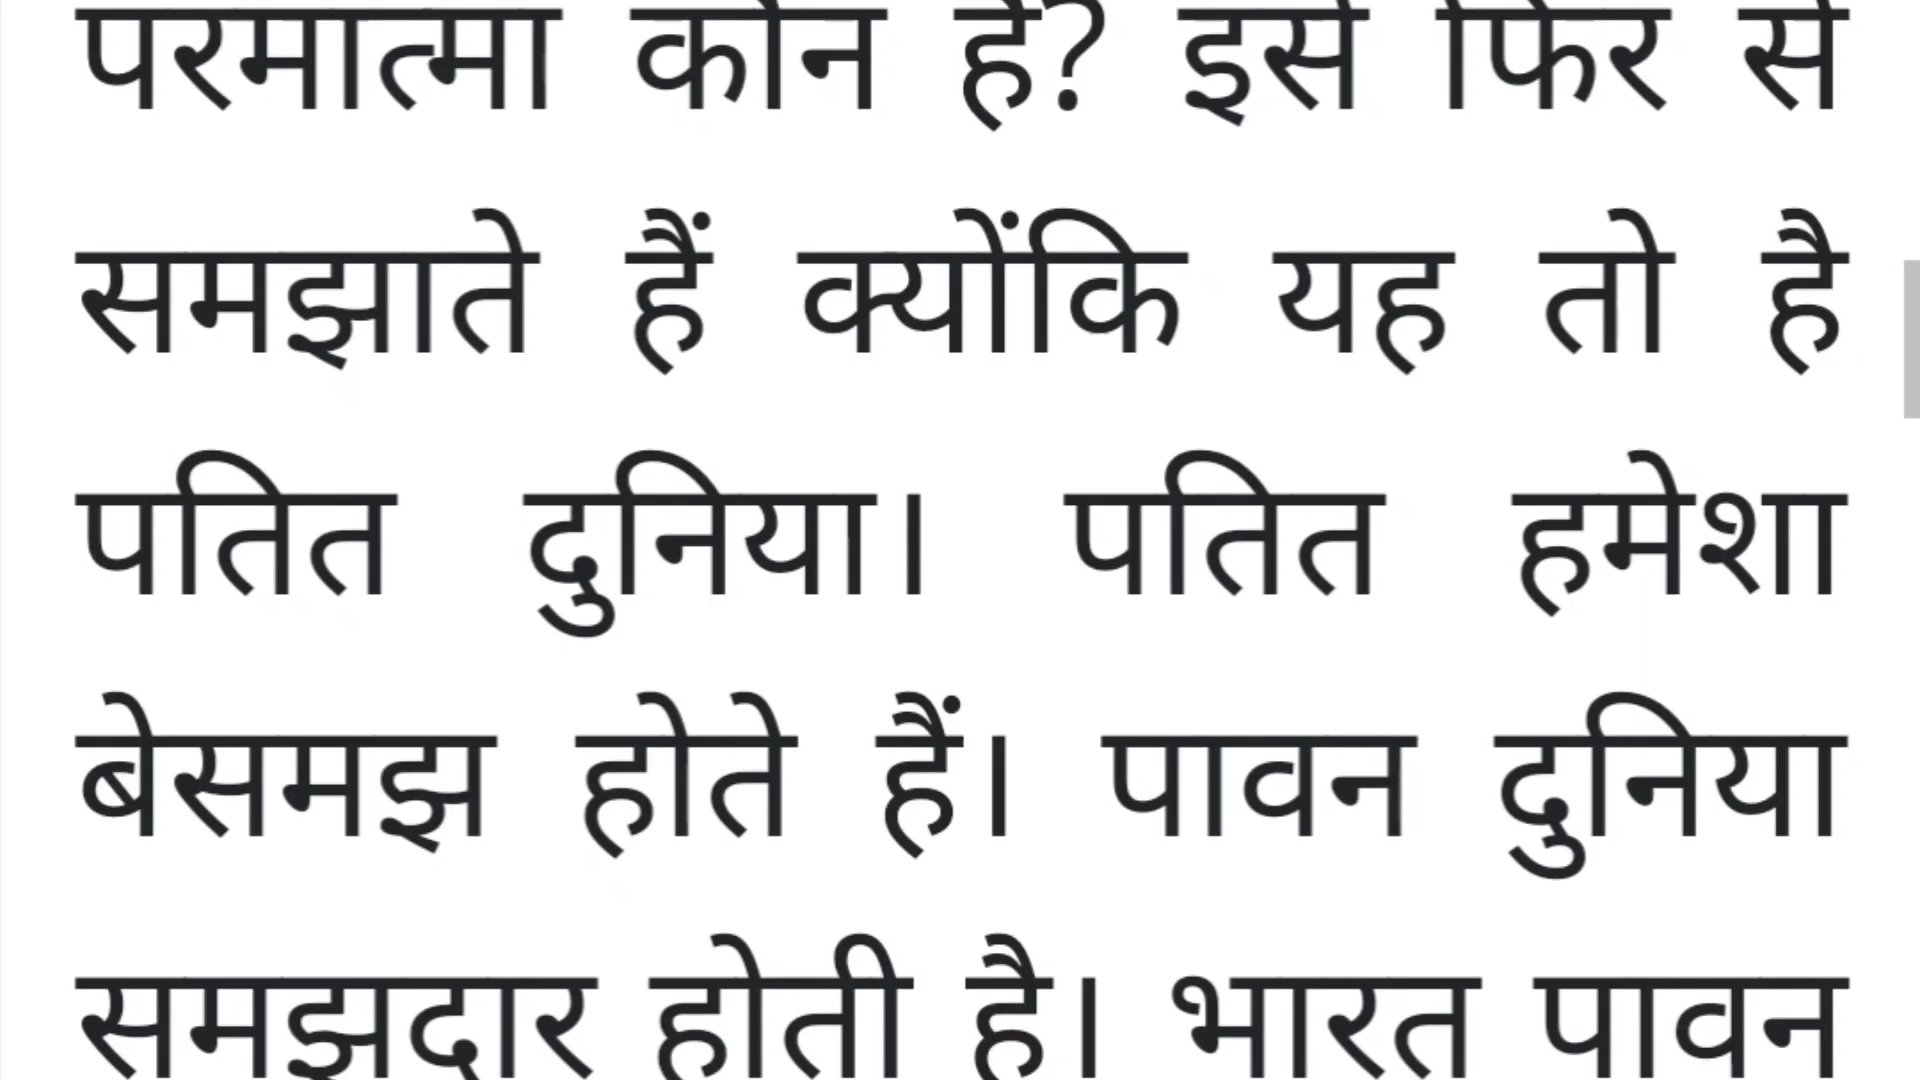 परमात्मा कौन है? इसे फिर से
समझाते हैं क्योंकि यह तो है
पतित दुनिया। पतित हमेशा
बेसमझ होते हैं। पावन दुनिया
समझदार होती है। भारत पावन